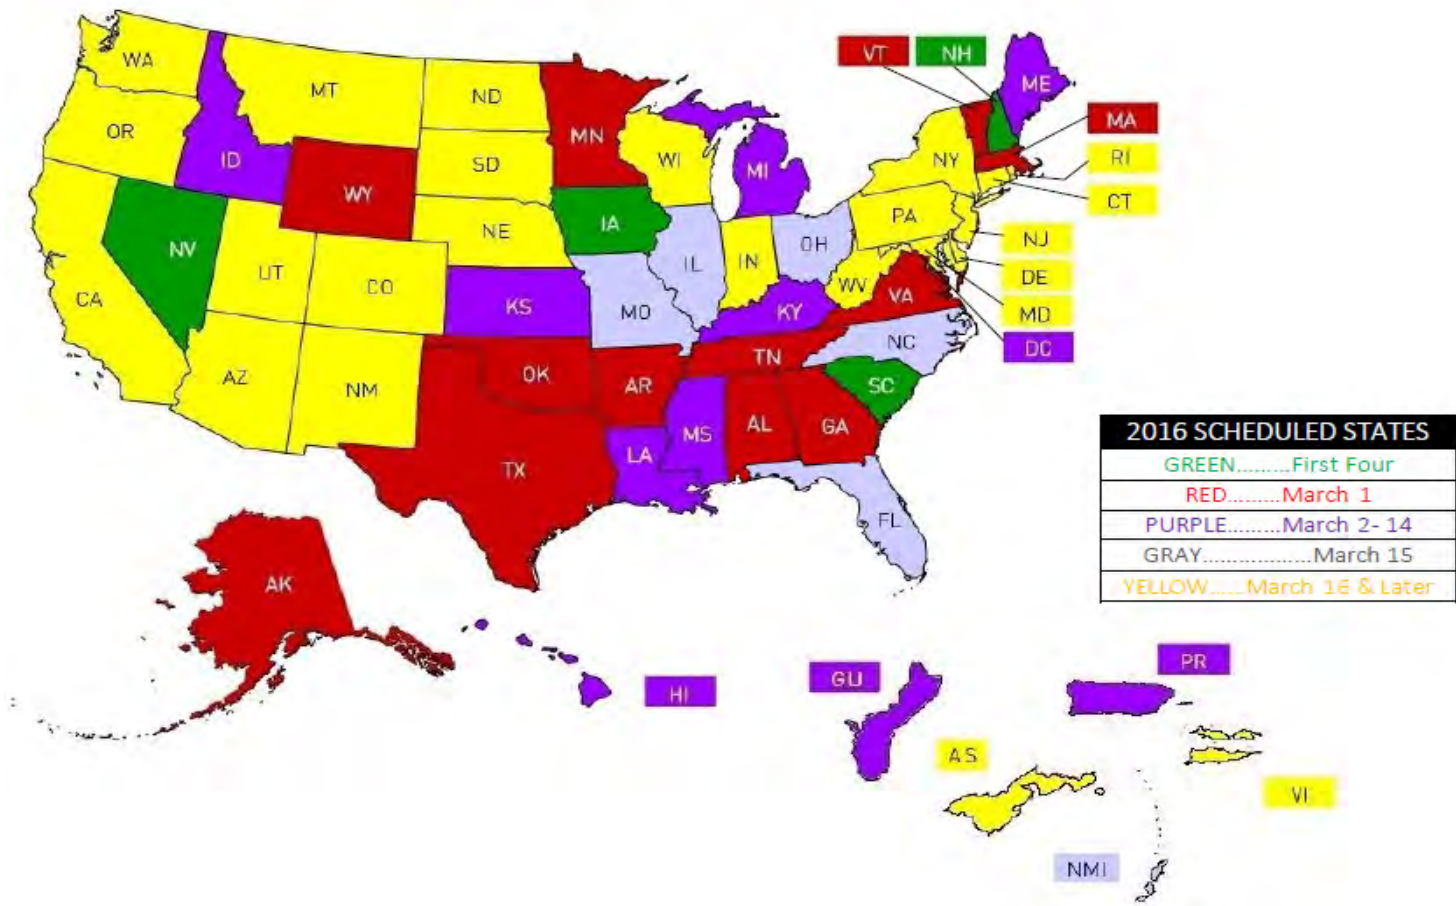 VT
NH
WA
MT
ND
MN
ME
OR
ID
SD
WI
MI
NY
MA
RI
WY
CT
NV
NE
IA
PA
NJ
UT
CO
IL
IN
OH
WV
DE
CA
KS
MO
KY
VA
MD
DC
AZ
NM
OK
AR
TN
NC
SC
TX
LA
MS
AL
GA
FL
2016 SCHEDULED STATES
GREEN.........First Four
RED.........March 1
PURPLE.........March 2- 14
GRAY..................March 15
YELLOW......March 16 & Later
AK
HI
GU
PR
AS
VI
NMI